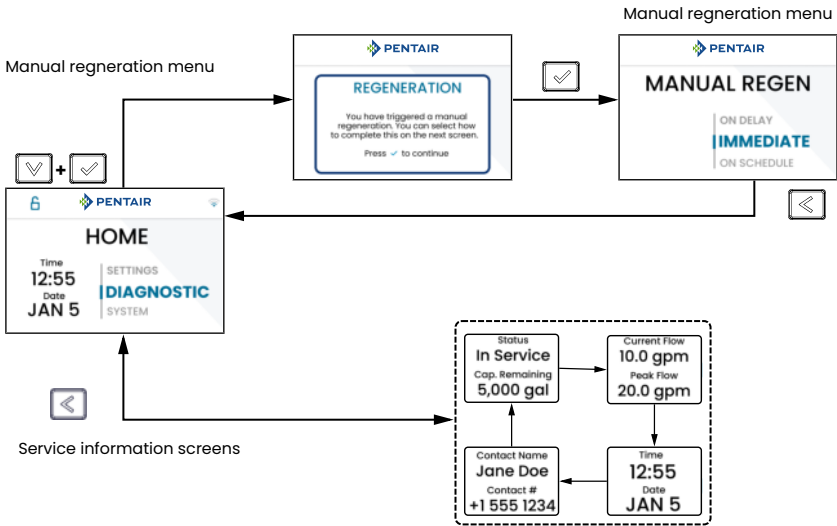 Manual regneration menu
Manual regneration menu
PENTAIR
REGENERATION
You have triggered a manual
regeneration. You can select how
to complete this on the next screen.
Press ✓ to continue
PENTAIR
MANUAL REGEN
ON DELAY
IMMEDIATE
ON SCHEDULE
+
PENTAIR
HOME
Time
12:55
Date
JAN 5
SETTINGS
DIAGNOSTIC
SYSTEM
Service information screens
Status
In Service
Cap. Remaining
5,000 gal
Current Flow
10.0 gpm
Peak Flow
20.0 gpm
Contact Name
Jane Doe
Contact #
+1 555 1234
Time
12:55
Date
JAN 5